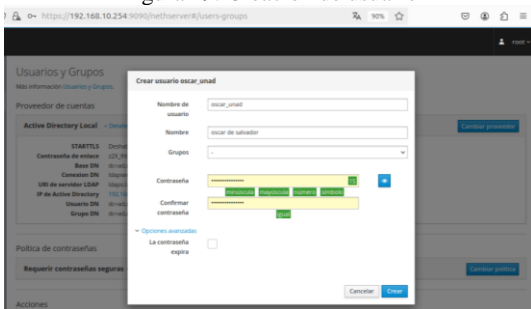 https://192.168.10.254:9090/nethserver#/users-groups
90%
root
Usuarios y Grupos
Más información Usuarios y Grupos.
Proveedor de cuentas
Active Directory Local
Cambiar proveedor
STARTTLS
Contraseña de enlace
Base DN
Conexion DN
URI de servidor LDAP
IP de Active Directory
Usuario DN
Grupo DN
Política de contraseñas
Requerir contraseñas seguras
Cambiar política
Acciones
Crear usuario oscar_unad
Nombre de usuario
oscar_unad
Nombre
oscar de salvador
Grupos
-
Contraseña
minúscula mayúscula número símbolo
Confirmar contraseña
igual
Opciones avanzadas
La contraseña expira
Cancelar Crear